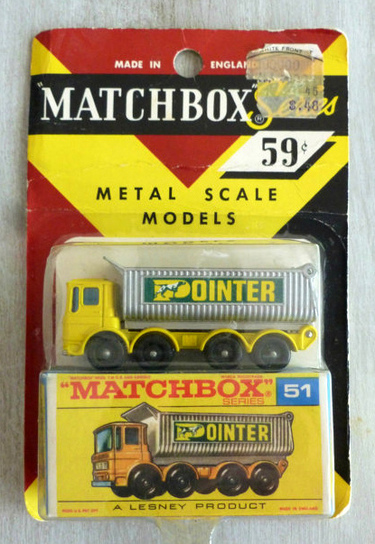 MADE IN ENGLAND
"MATCHBOX" Series
®
59¢
METAL SCALE
MODELS
POINTER
"MATCHBOX"® 51
SERIES
POINTER
A LESNEY PRODUCT